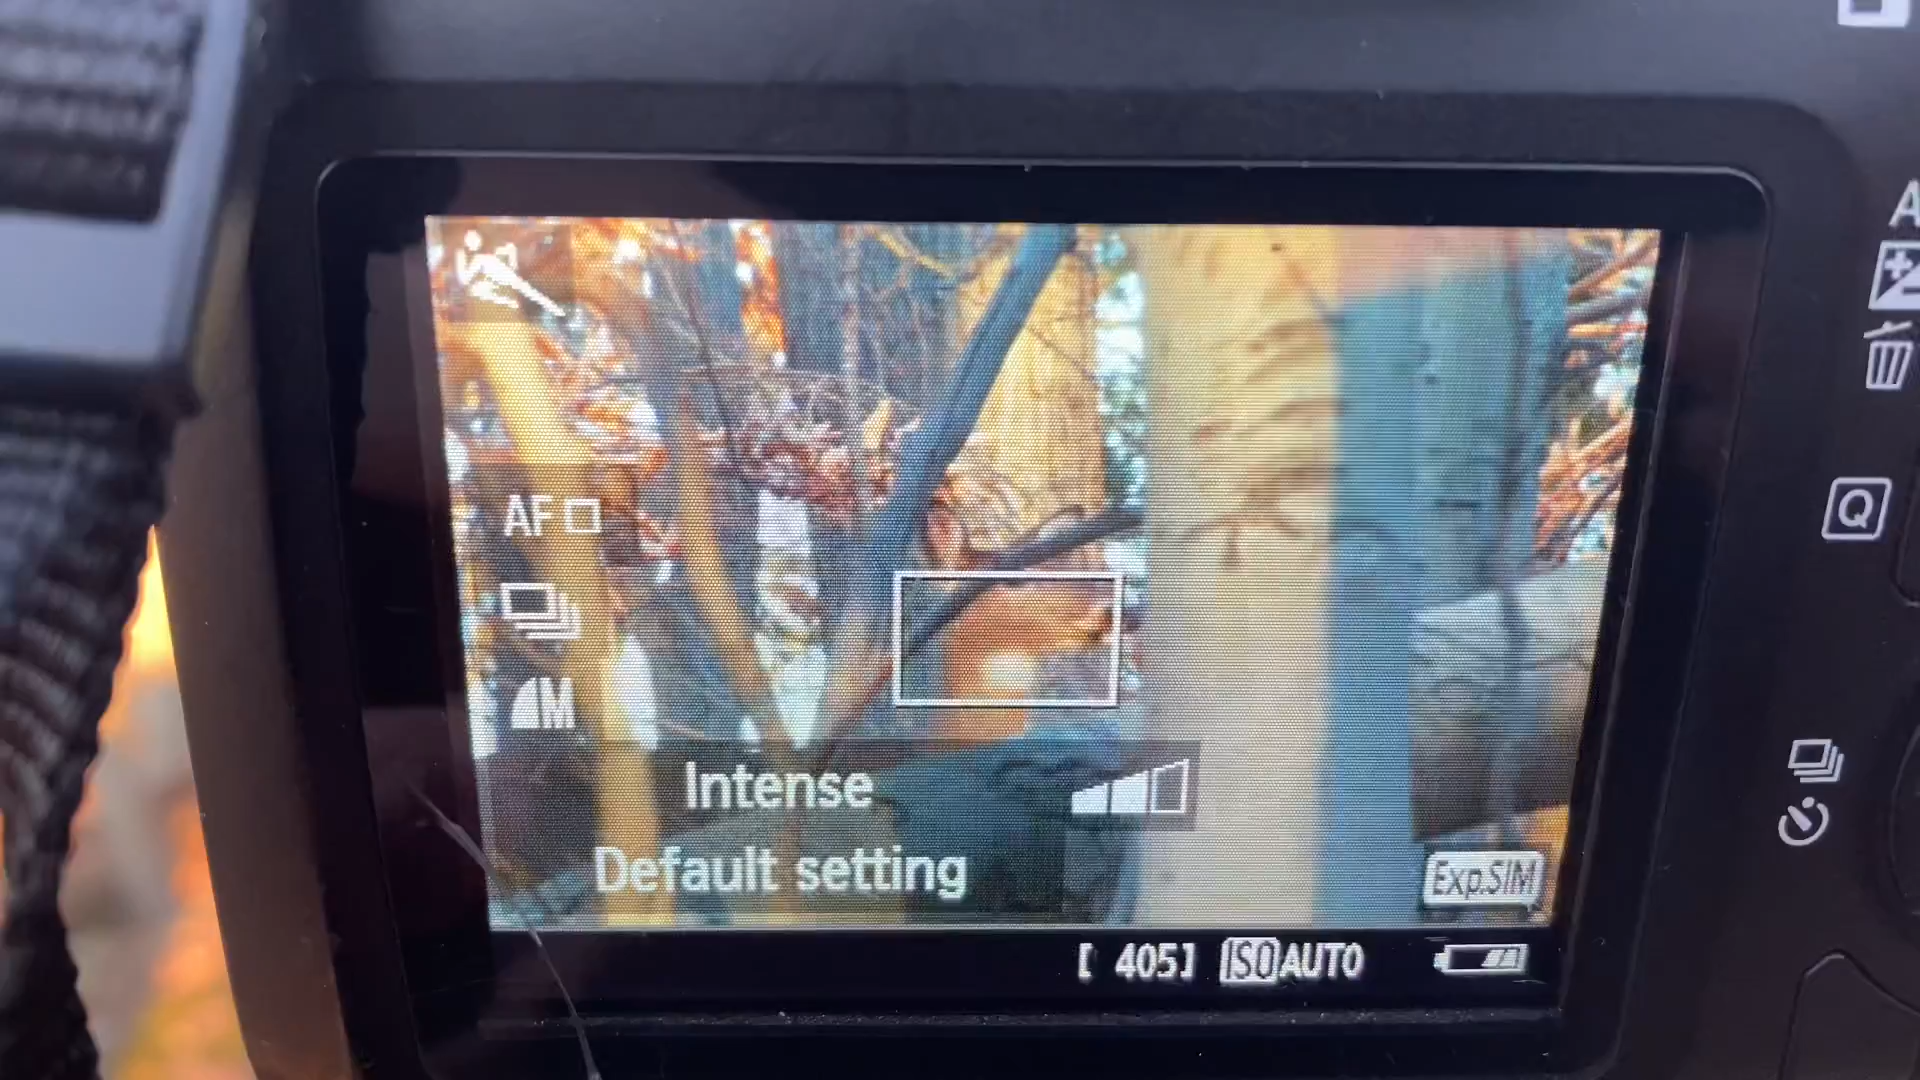 AF
M
Intense
Default setting
Exp.SIM
[ 405] ISO AUTO
A
Q